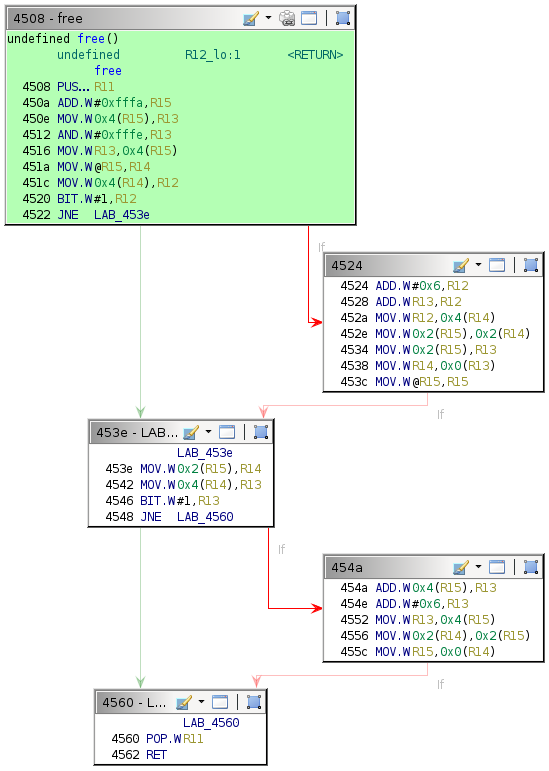 4508 - free
undefined free()
undefined R12_lo:1 <RETURN>
free
4508 PUS... R11
450a ADD.W #0xfffa,R15
450e MOV.W 0x4(R15),R13
4512 AND.W #0xfffe,R13
4516 MOV.W R13,0x4(R15)
451a MOV.W @R15,R14
451c MOV.W 0x4(R14),R12
4520 BIT.W #1,R12
4522 JNE LAB_453e
If
4524
4524 ADD.W #0x6,R12
4528 ADD.W R13,R12
452a MOV.W R12,0x4(R14)
452e MOV.W 0x2(R15),0x2(R14)
4534 MOV.W 0x2(R15),R13
4538 MOV.W R14,0x0(R13)
453c MOV.W @R15,R15
If
453e - LAB...
LAB_453e
453e MOV.W 0x2(R15),R14
4542 MOV.W 0x4(R14),R13
4546 BIT.W #1,R13
4548 JNE LAB_4560
If
454a
454a ADD.W 0x4(R15),R13
454e ADD.W #0x6,R13
4552 MOV.W R13,0x4(R15)
4556 MOV.W 0x2(R14),0x2(R15)
455c MOV.W R15,0x0(R14)
If
4560 - L...
LAB_4560
4560 POP.W R11
4562 RET